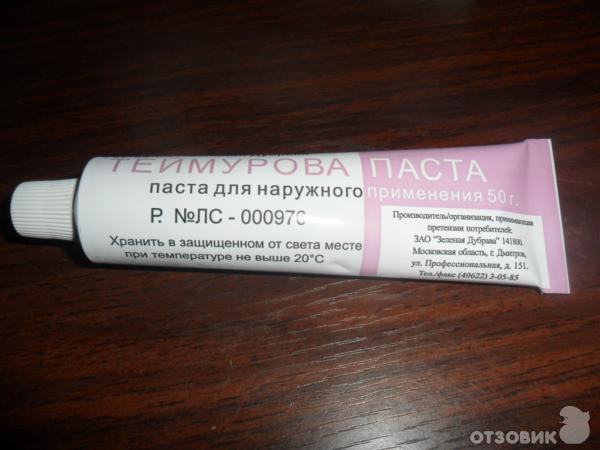 ТЕЙМУРОВА ПАСТА
паста для наружного применения 50 г.
Р. №ЛС - 000976
Хранить в защищенном от света месте
при температуре не выше 20°С
Производитель/организация, принимающая
претензии потребителей:
ЗАО "Зеленая Дубрава" 141800,
Московская область, г. Дмитров,
ул. Профессиональная, д. 151.
Тел./факс (49622) 3-05-85
ОТЗОВИК